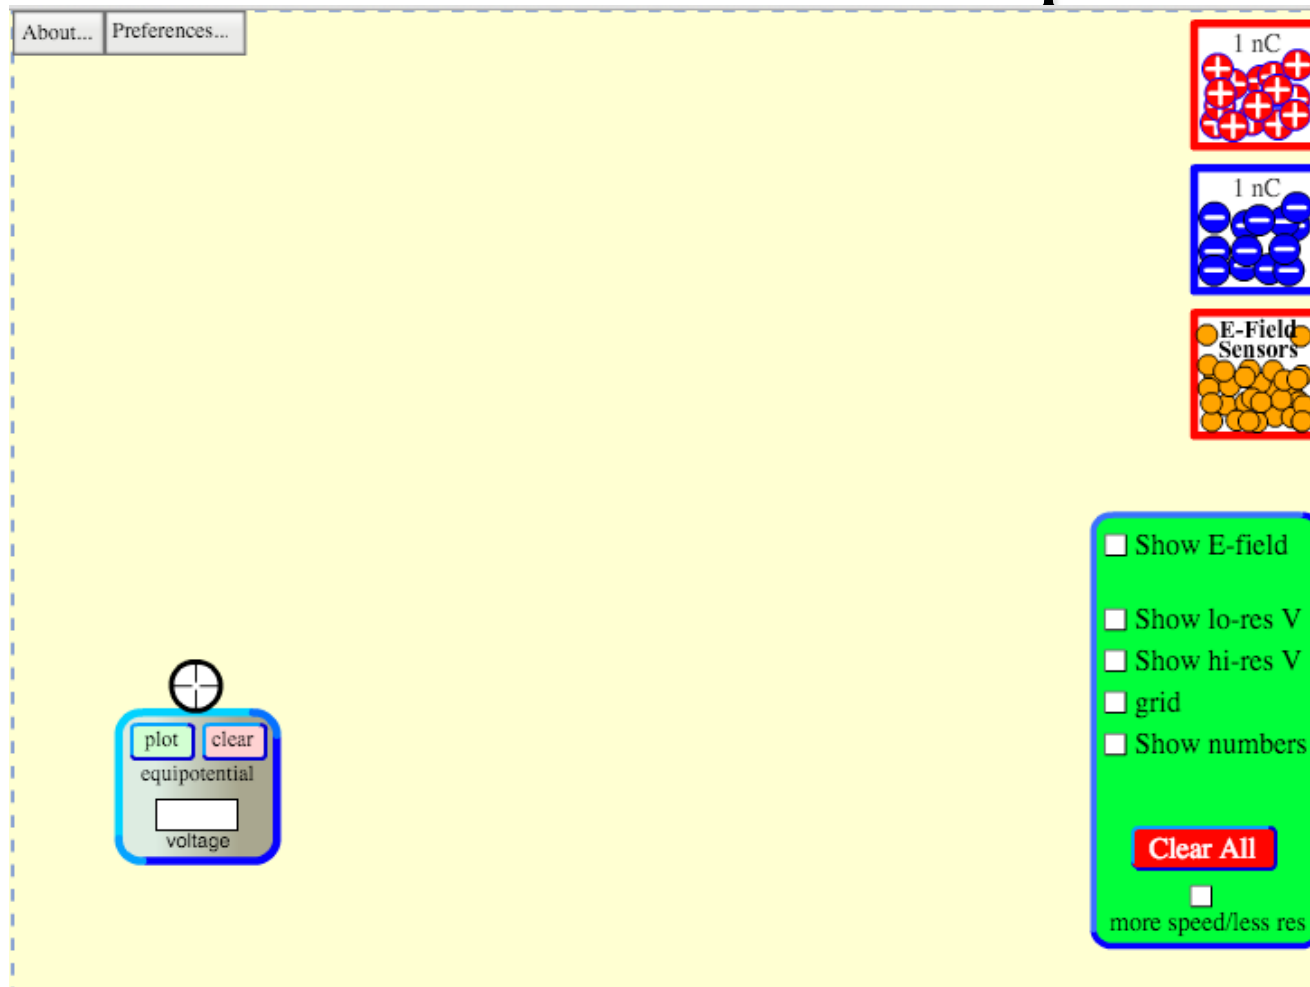 About...
Preferences...
1 nC
1 nC
E-Field
Sensors
Show E-field
Show lo-res V
Show hi-res V
grid
Show numbers
plot
clear
equipotential
voltage
Clear All
more speed/less res